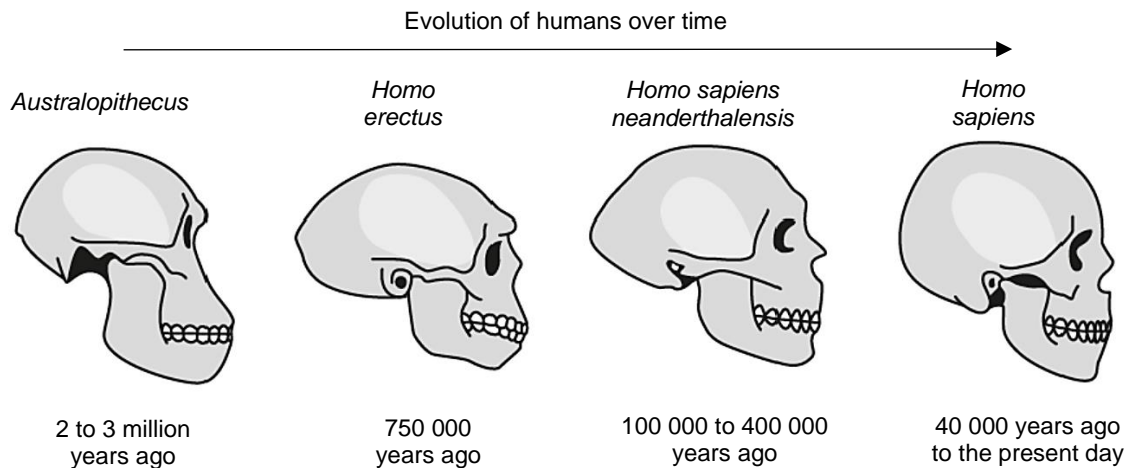 Evolution of humans over time
Australopithecus
Homo
erectus
Homo sapiens
neanderthalensis
Homo
sapiens
2 to 3 million
years ago
750 000
years ago
100 000 to 400 000
years ago
40 000 years ago
to the present day